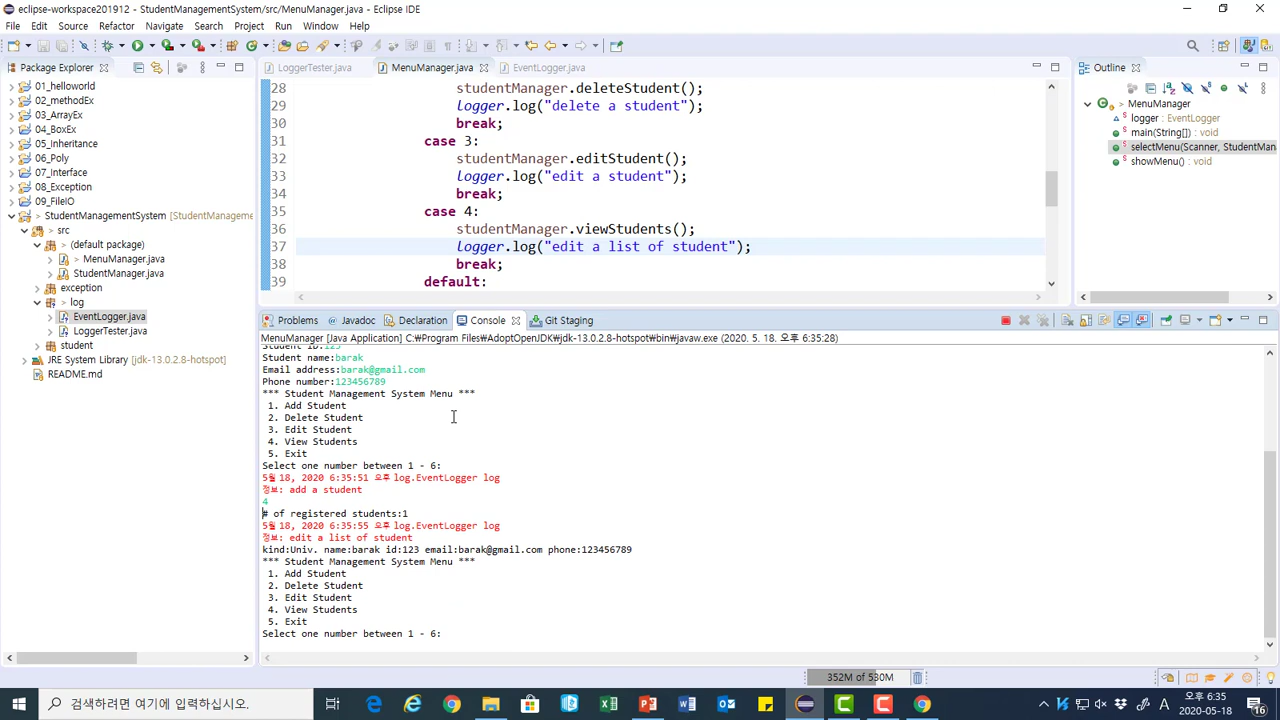 eclipse-workspace201912 - StudentManagementSystem/src/MenuManager.java - Eclipse IDE
File Edit Source Refactor Navigate Search Project Run Window Help
Package Explorer
LoggerTester.java MenuManager.java EventLogger.java
Outline
01_helloworld
02_methodEx
03_ArrayEx
04_BoxEx
05_Inheritance
06_Poly
07_Interface
08_Exception
09_FileIO
StudentManagementSystem [StudentManageme
src
(default package)
MenuManager.java
StudentManager.java
exception
log
EventLogger.java
LoggerTester.java
student
JRE System Library [jdk-13.0.2.8-hotspot]
README.md
28 studentManager.deleteStudent();
29 logger.log("delete a student");
30 break;
31 case 3:
32 studentManager.editStudent();
33 logger.log("edit a student");
34 break;
35 case 4:
36 studentManager.viewStudents();
37 logger.log("edit a list of student");
38 break;
39 default:
MenuManager
logger : EventLogger
main(String[]) : void
selectMenu(Scanner, StudentMan
showMenu() : void
Problems Javadoc Declaration Console Git Staging
MenuManager [Java Application] C:￦Program Files￦AdoptOpenJDK￦jdk-13.0.2.8-hotspot￦bin￦javaw.exe (2020. 5. 18. 오후 6:35:28)
Student ID:123
Student name:barak
Email address:barak@gmail.com
Phone number:123456789
*** Student Management System Menu ***
1. Add Student
2. Delete Student
3. Edit Student
4. View Students
5. Exit
Select one number between 1 - 6:
5월 18, 2020 6:35:51 오후 log.EventLogger log
정보: add a student
4
# of registered students:1
5월 18, 2020 6:35:55 오후 log.EventLogger log
정보: edit a list of student
kind:Univ. name:barak id:123 email:barak@gmail.com phone:123456789
*** Student Management System Menu ***
1. Add Student
2. Delete Student
3. Edit Student
4. View Students
5. Exit
Select one number between 1 - 6:
352M of 530M
검색하려면 여기에 입력하십시오.
A
오후 6:35
2020-05-18
16